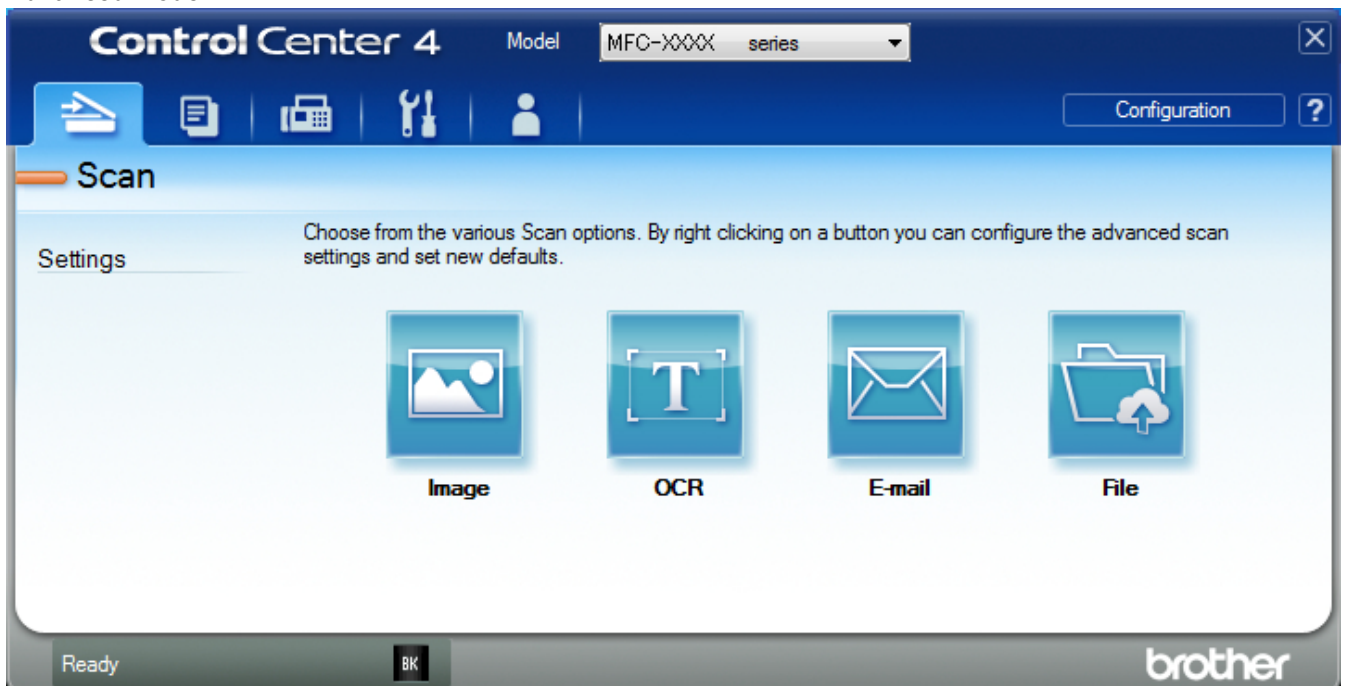 Control Center 4
Model
MFC-XXXX series
Configuration
?
Scan
Settings
Choose from the various Scan options. By right clicking on a button you can configure the advanced scan
settings and set new defaults.
T
Image
OCR
E-mail
File
Ready
BK
brother